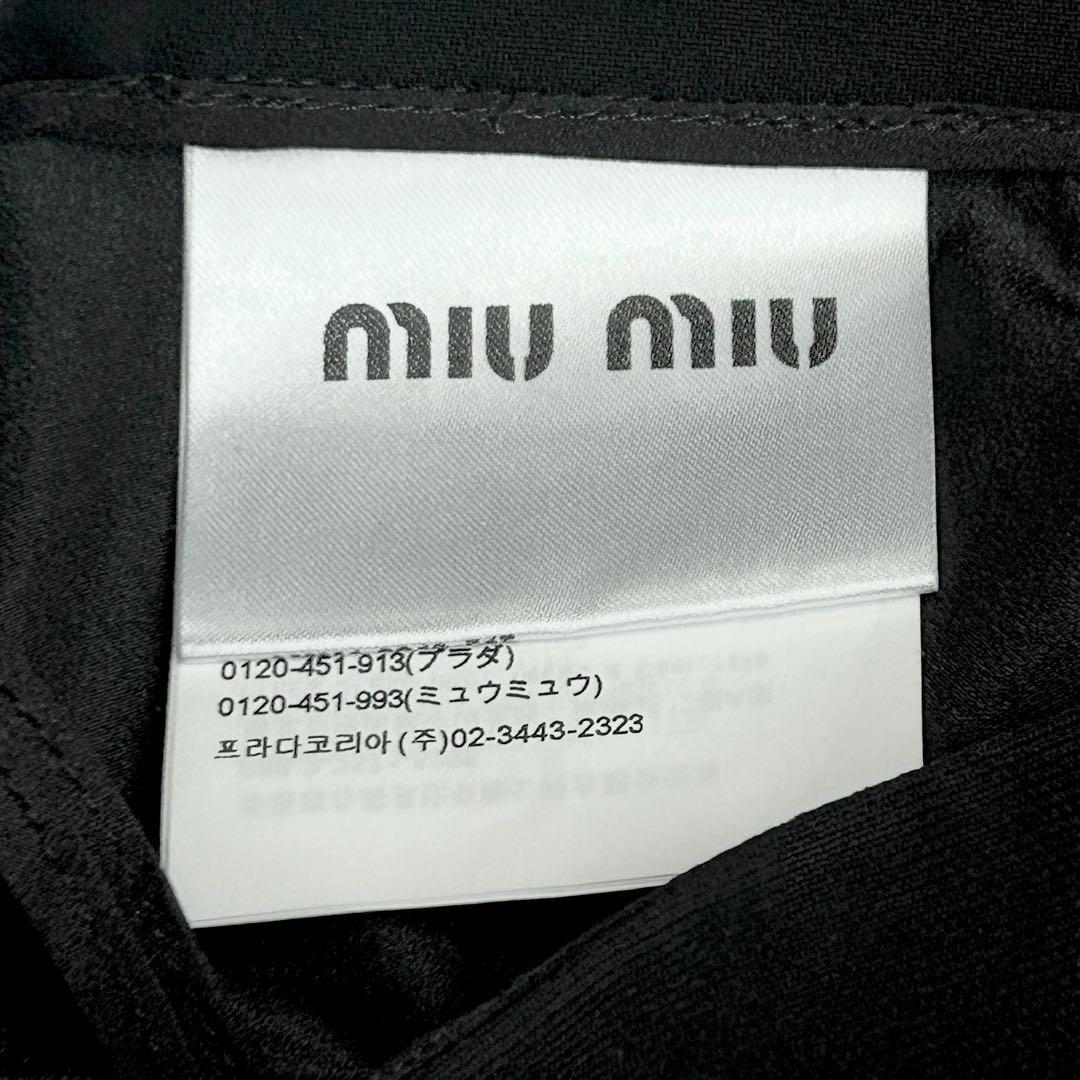 miu miu
0120-451-913(プラダ)
0120-451-993(ミュウミュウ)
프라다코리아(주)02-3443-2323